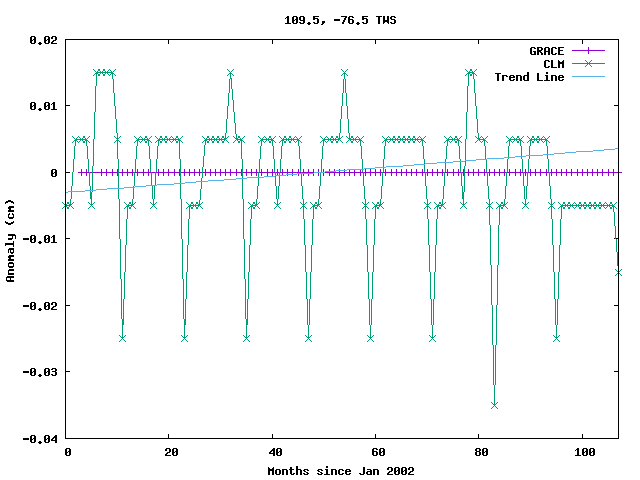 109.5, -76.5 TWS
GRACE
CLM
Trend Line
0.02
0.01
0
-0.01
-0.02
-0.03
-0.04
Anomaly (cm)
0 20 40 60 80 100
Months since Jan 2002